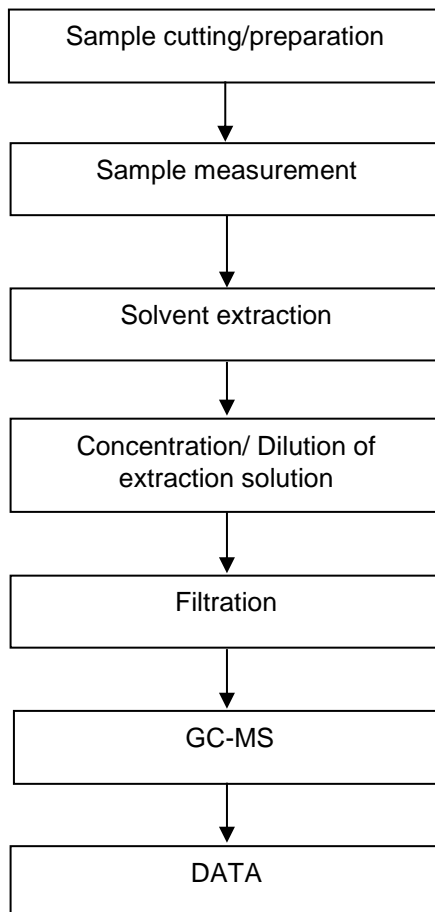 Sample cutting/preparation
Sample measurement
Solvent extraction
Concentration/ Dilution of
extraction solution
Filtration
GC-MS
DATA